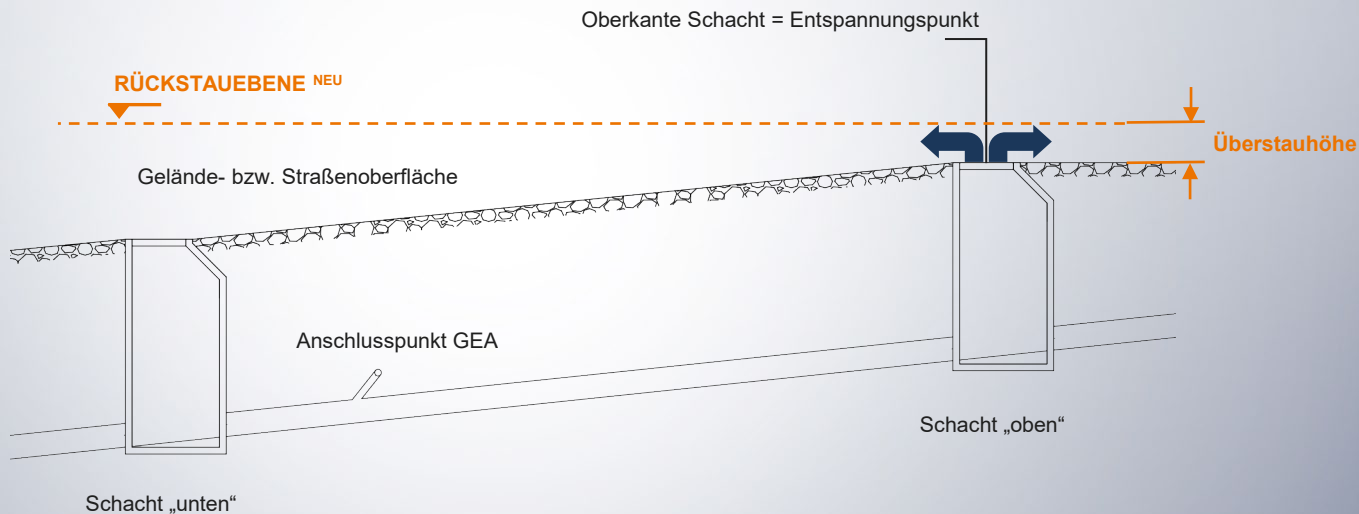 Oberkante Schacht = Entspannungspunkt
RÜCKSTAUEBENE NEU
Überstauhöhe
Gelände- bzw. Straßenoberfläche
Anschlusspunkt GEA
Schacht „oben“
Schacht „unten“